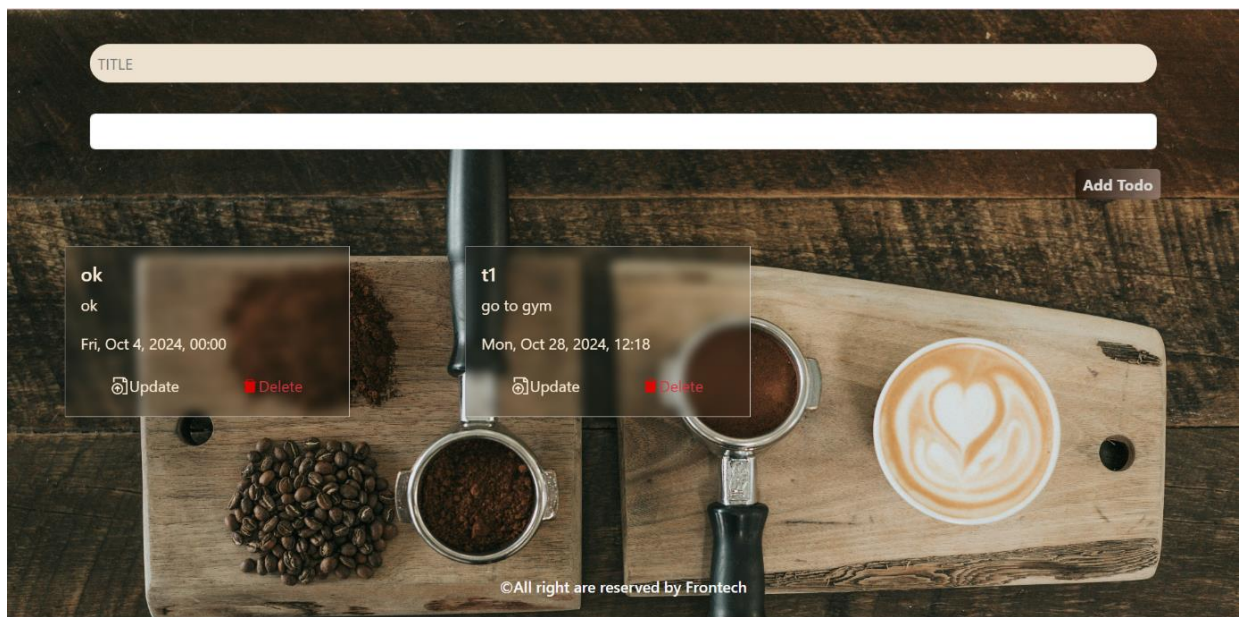 TITLE
Add Todo
ok
ok
Fri, Oct 4, 2024, 00:00
Update Delete
t1
go to gym
Mon, Oct 28, 2024, 12:18
Update Delete
©All right are reserved by Frontech